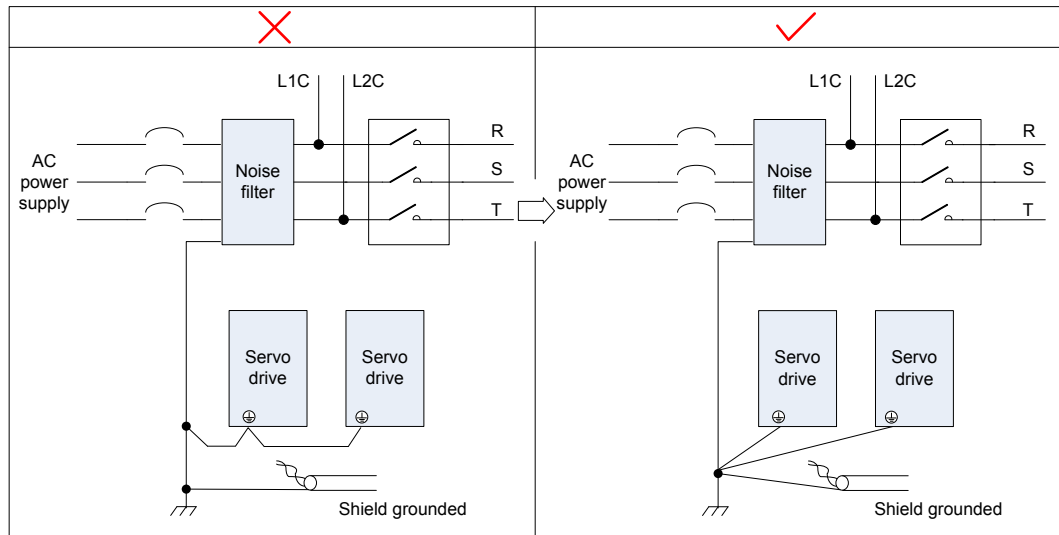 L1C L2C
R
AC
power
supply
Noise
filter
S
T
Servo
drive
Servo
drive
Shield grounded
L1C L2C
R
AC
power
supply
Noise
filter
S
T
Servo
drive
Servo
drive
Shield grounded